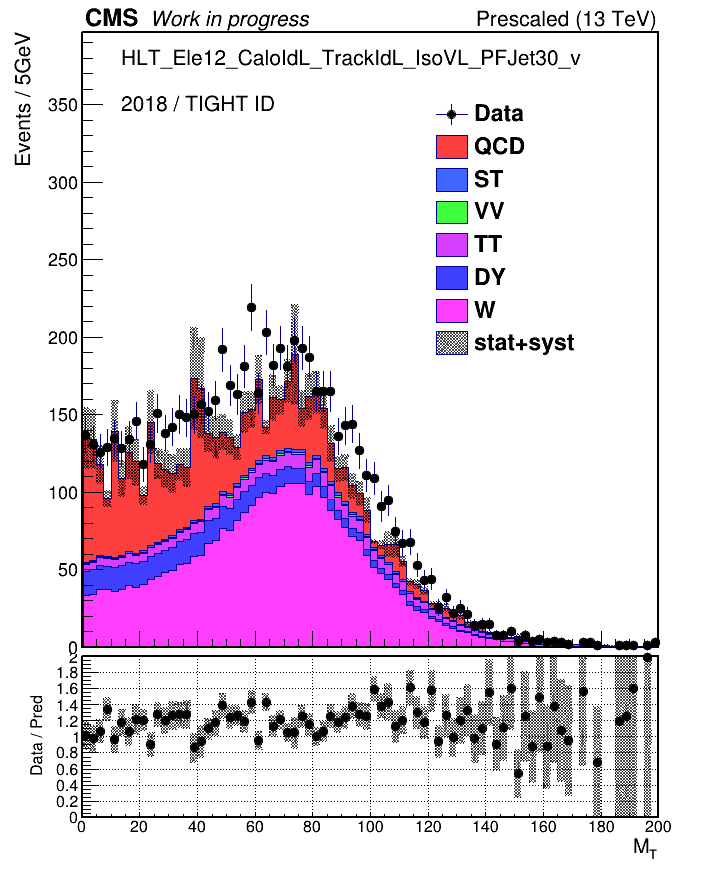 CMS Work in progress Prescaled (13 TeV)
HLT_Ele12_CaloIdL_TrackIdL_IsoVL_PFJet30_v
2018 / TIGHT ID
Events / 5GeV
350
300
250
200
150
100
50
0
Data
QCD
ST
VV
TT
DY
W
stat+syst
Data / Pred
2
1.8
1.6
1.4
1.2
1
0.8
0.6
0.4
0.2
0
0 20 40 60 80 100 120 140 160 180 200
M_T